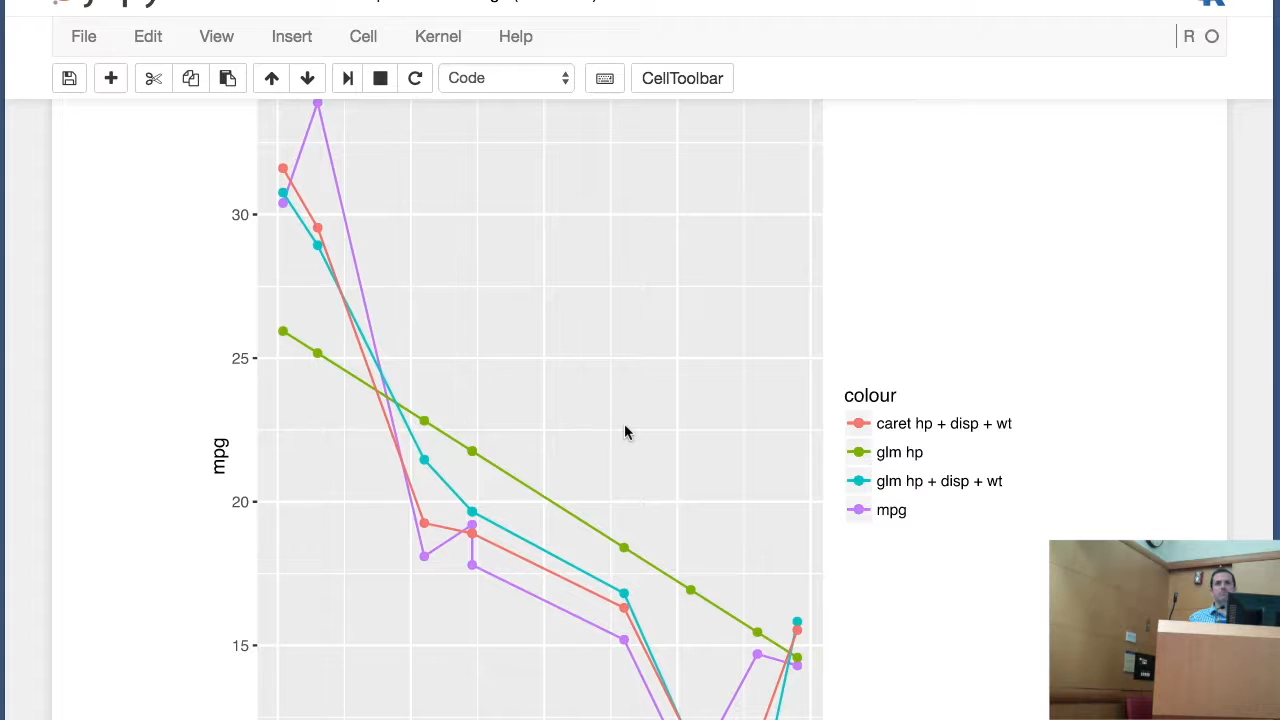 File Edit View Insert Cell Kernel Help R
Code CellToolbar
30
25
20
15
mpg
colour
caret hp + disp + wt
glm hp
glm hp + disp + wt
mpg